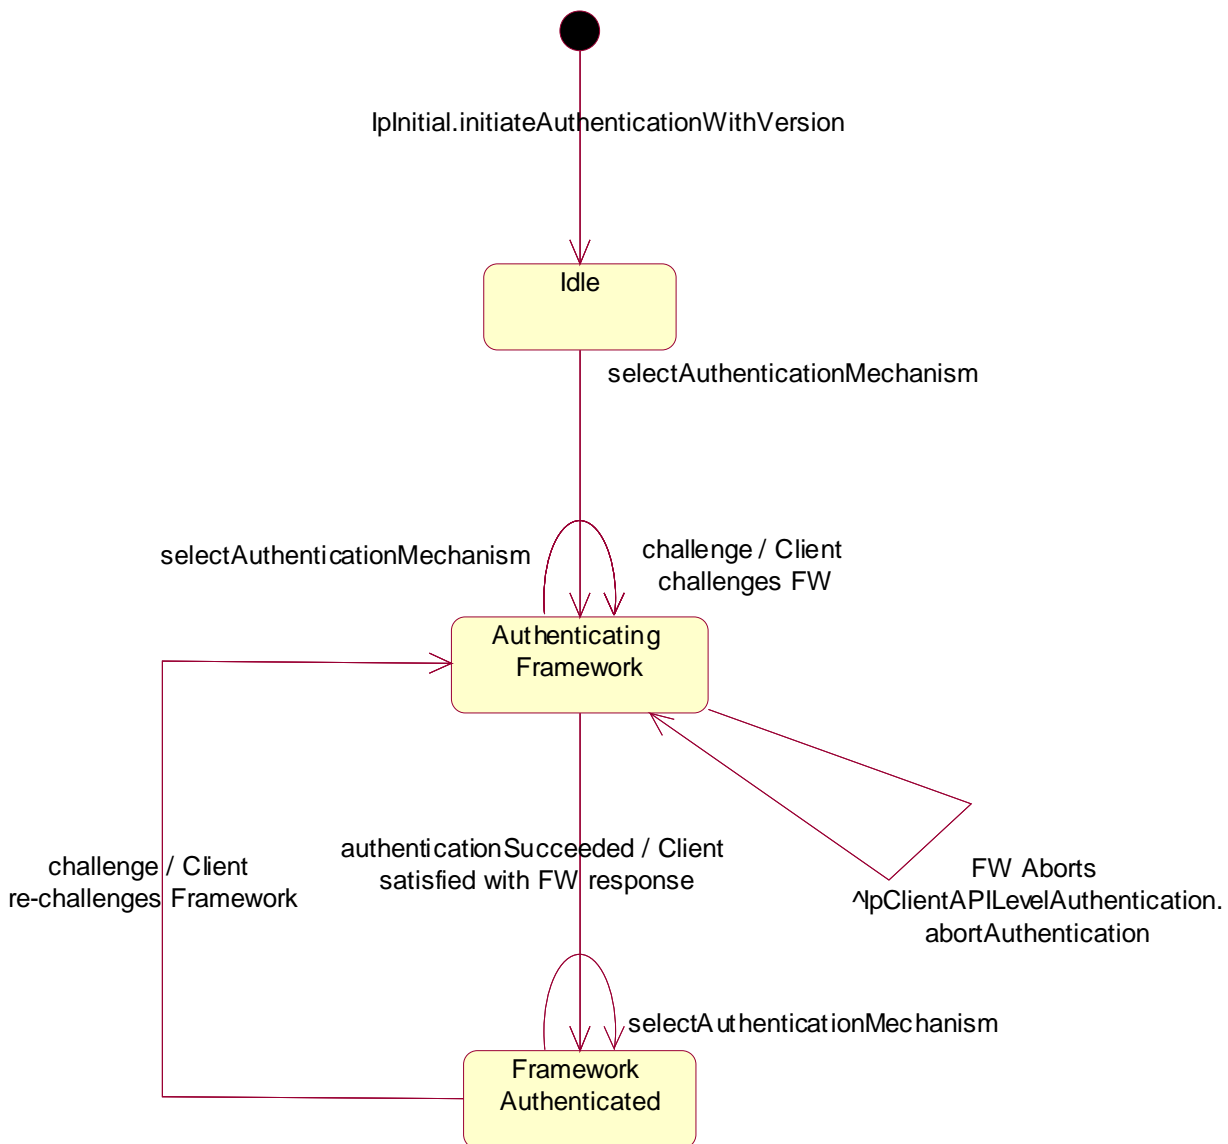 IpInitial.initiateAuthenticationWithVersion
Idle
selectAuthenticationMechanism
selectAuthenticationMechanism
challenge / Client
challenges FW
Authenticating
Framework
authenticationSucceeded / Client
satisfied with FW response
challenge / Client
re-challenges Framework
FW Aborts
^IpClientAPILevelAuthentication.
abortAuthentication
selectAuthenticationMechanism
Framework
Authenticated